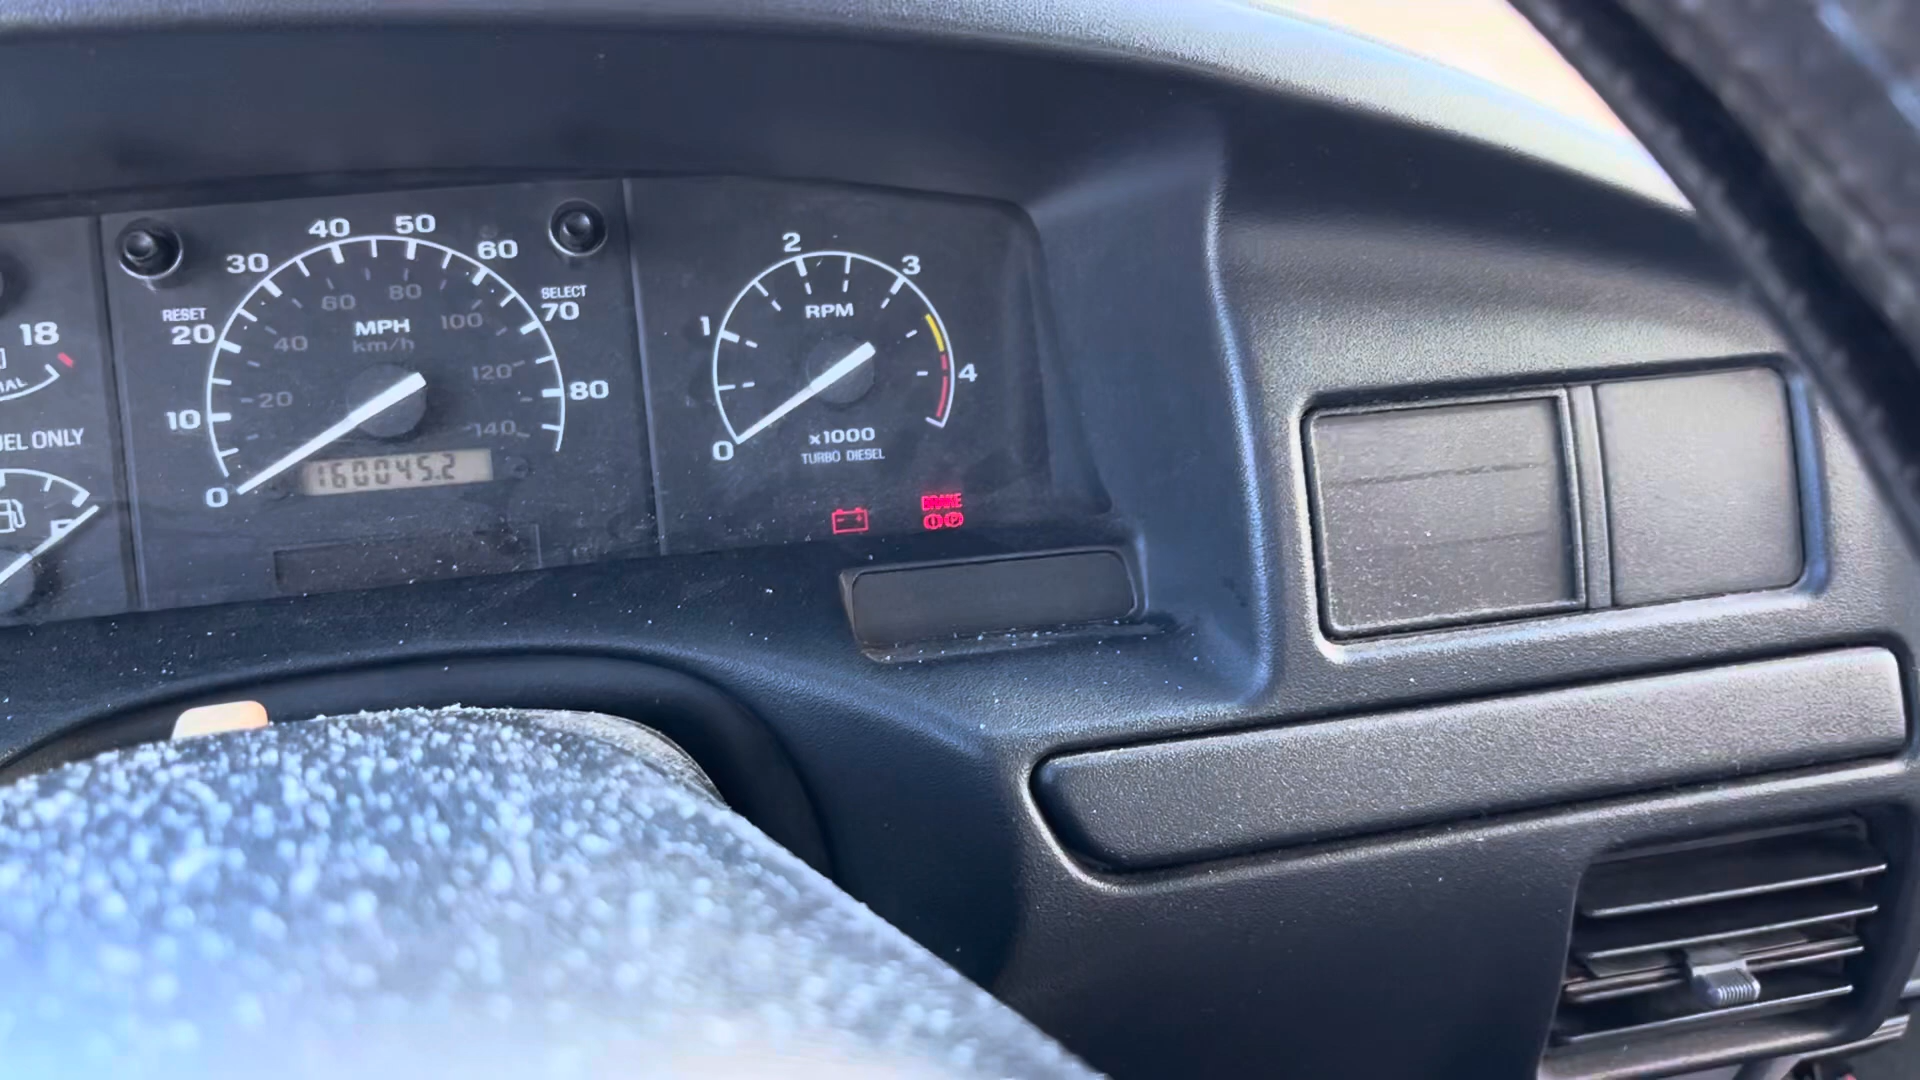 18
UEL ONLY
RESET
SELECT
0
10
20
30
40
50
60
70
80
MPH
km/h
20
40
60
80
100
120
140
160045.2
0
1
2
3
4
RPM
x1000
TURBO DIESEL
BRAKE
F